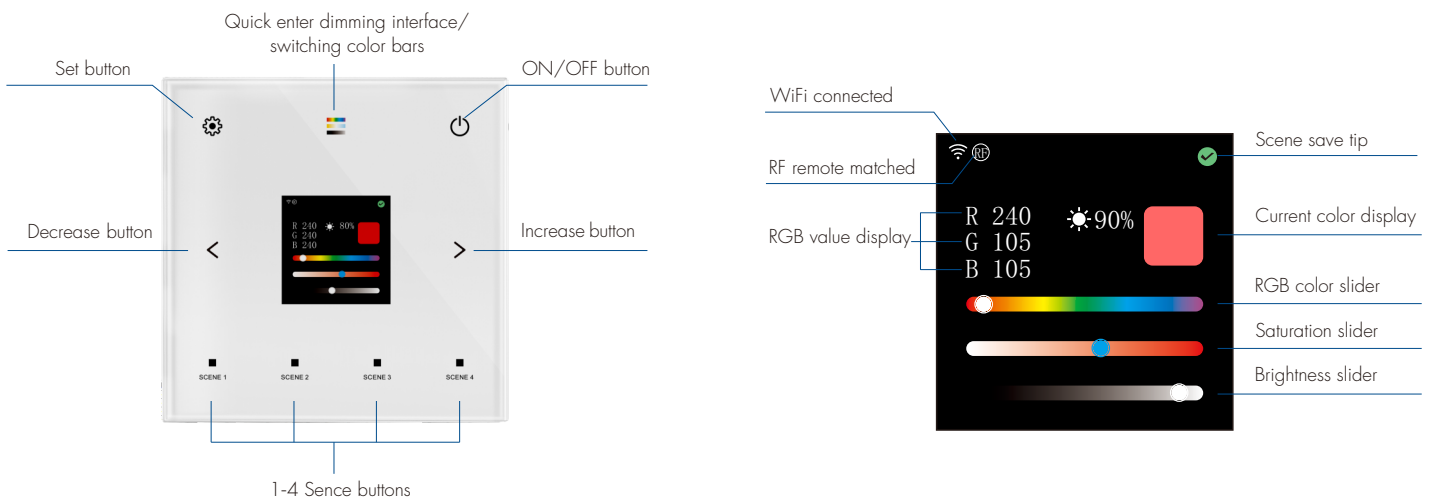 Quick enter dimming interface/
switching color bars
Set button
ON/OFF button
R 240
G 240
B 240
80%
Decrease button
Increase button
SCENE 1
SCENE 2
SCENE 3
SCENE 4
1-4 Sence buttons
WiFi connected
RF remote matched
RGB value display
RF
R 240
G 105
B 105
90%
Scene save tip
Current color display
RGB color slider
Saturation slider
Brightness slider